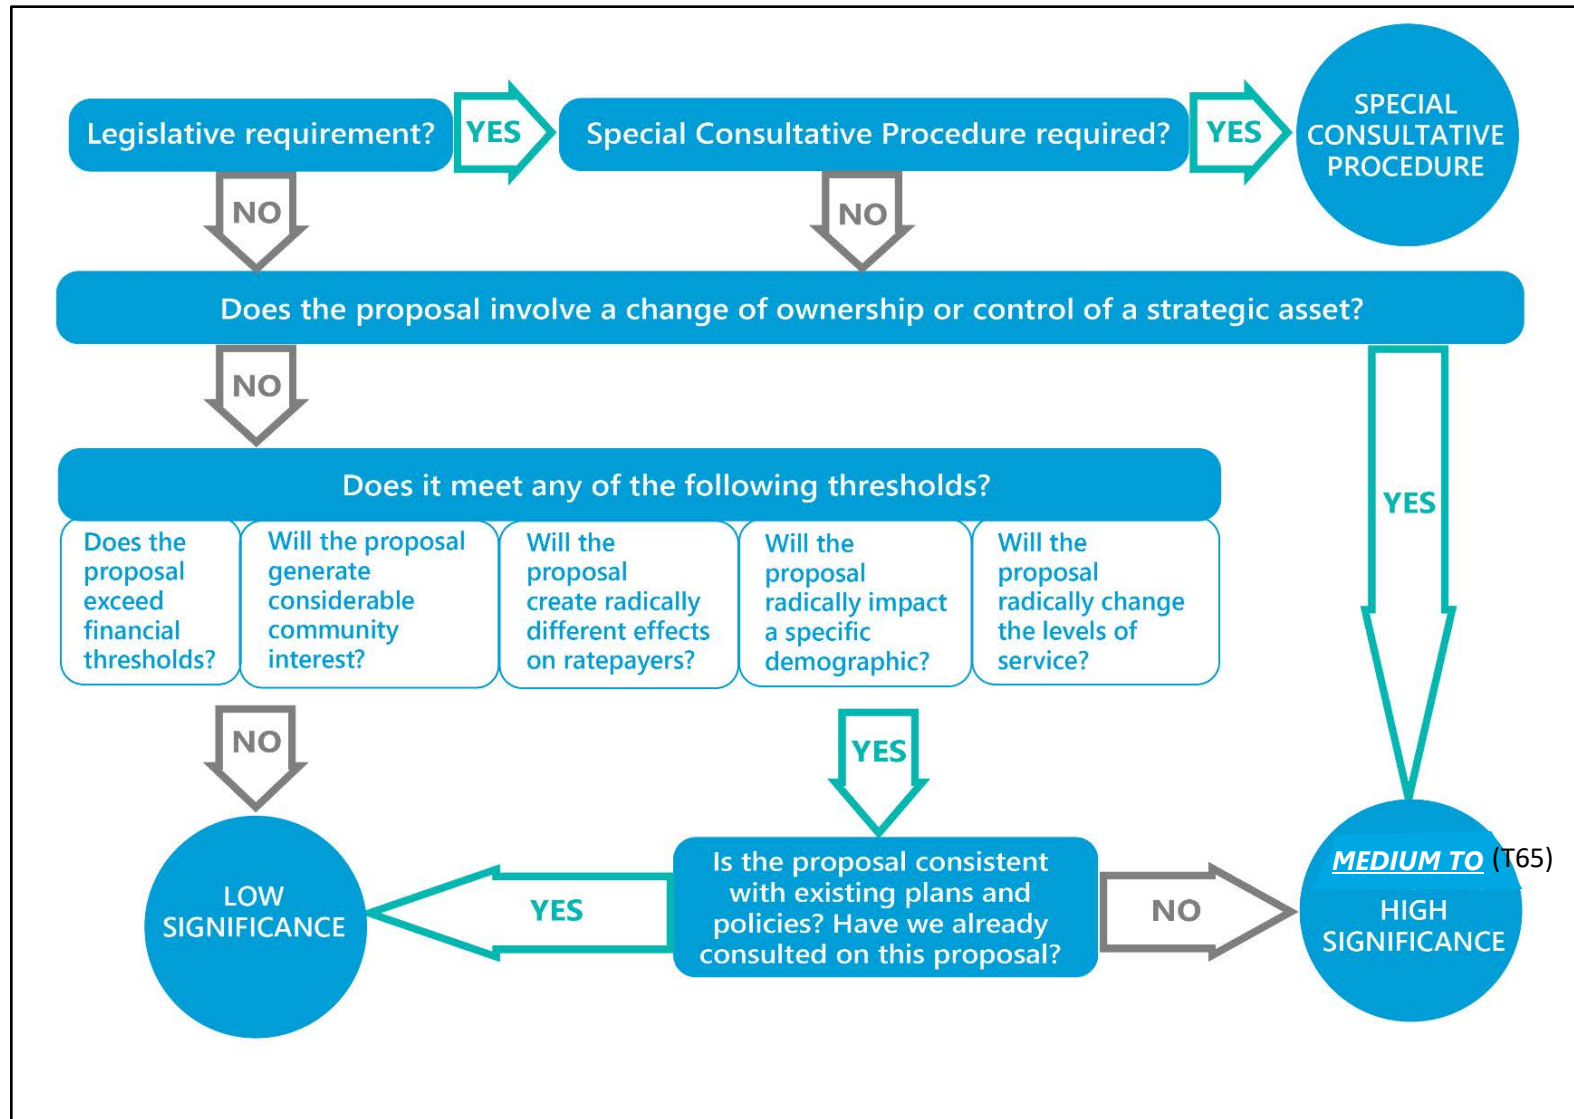 Legislative requirement?
YES
Special Consultative Procedure required?
YES
SPECIAL
CONSULTATIVE
PROCEDURE
NO
NO
Does the proposal involve a change of ownership or control of a strategic asset?
NO
YES
Does it meet any of the following thresholds?
Does the
proposal
exceed
financial
thresholds?
Will the proposal
generate
considerable
community
interest?
Will the
proposal
create radically
different effects
on ratepayers?
Will the
proposal
radically impact
a specific
demographic?
Will the
proposal
radically change
the levels of
service?
NO
YES
LOW
SIGNIFICANCE
YES
Is the proposal consistent
with existing plans and
policies? Have we already
consulted on this proposal?
NO
MEDIUM TO (T65)
HIGH
SIGNIFICANCE